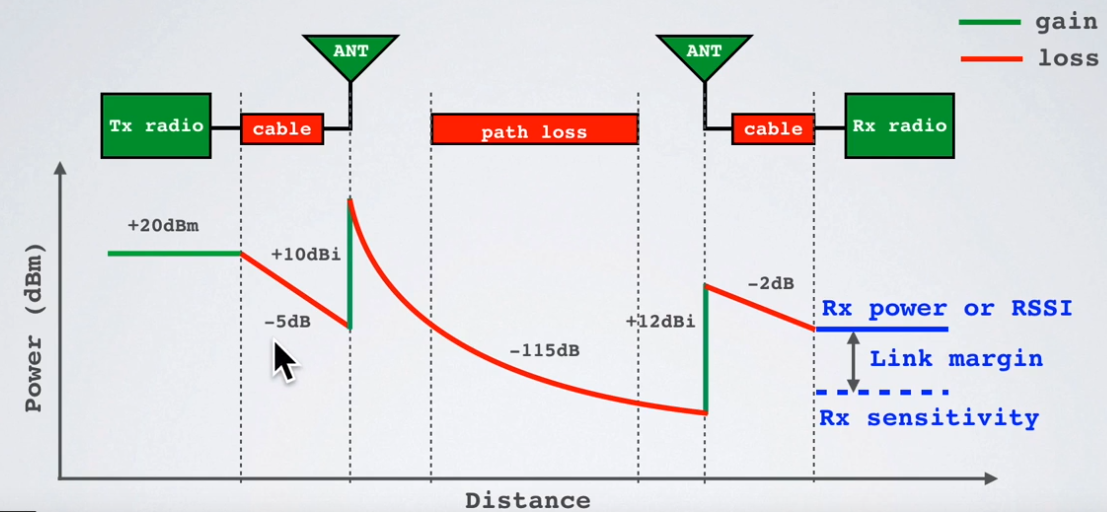 gain
loss
ANT
ANT
Tx radio
cable
path loss
cable
Rx radio
+20dBm
+10dBi
-5dB
-115dB
+12dBi
-2dB
Rx power or RSSI
Link margin
Rx sensitivity
Power (dBm)
Distance